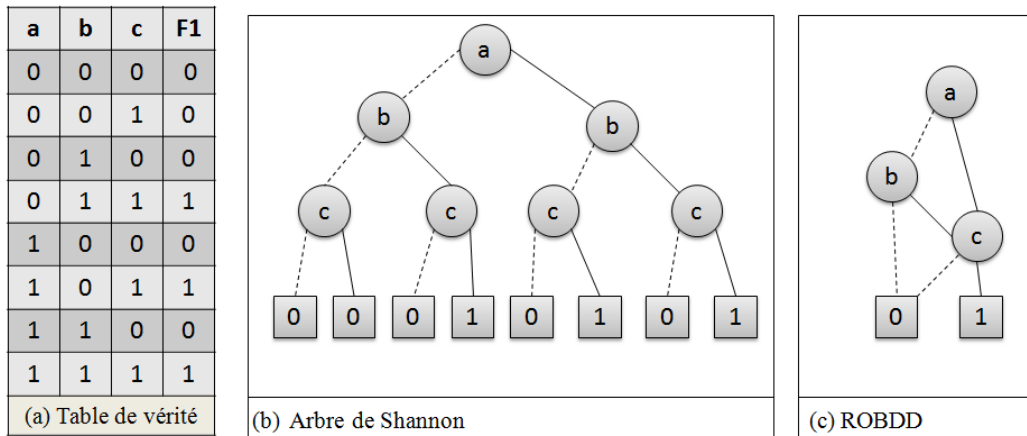 a b c F1
0 0 0 0
0 0 1 0
0 1 0 0
0 1 1 1
1 0 0 0
1 0 1 1
1 1 0 0
1 1 1 1
(a) Table de vérité
a
b b
c c c c
0 0 0 1 0 1 0 1
(b) Arbre de Shannon
a
b
c
0 1
(c) ROBDD